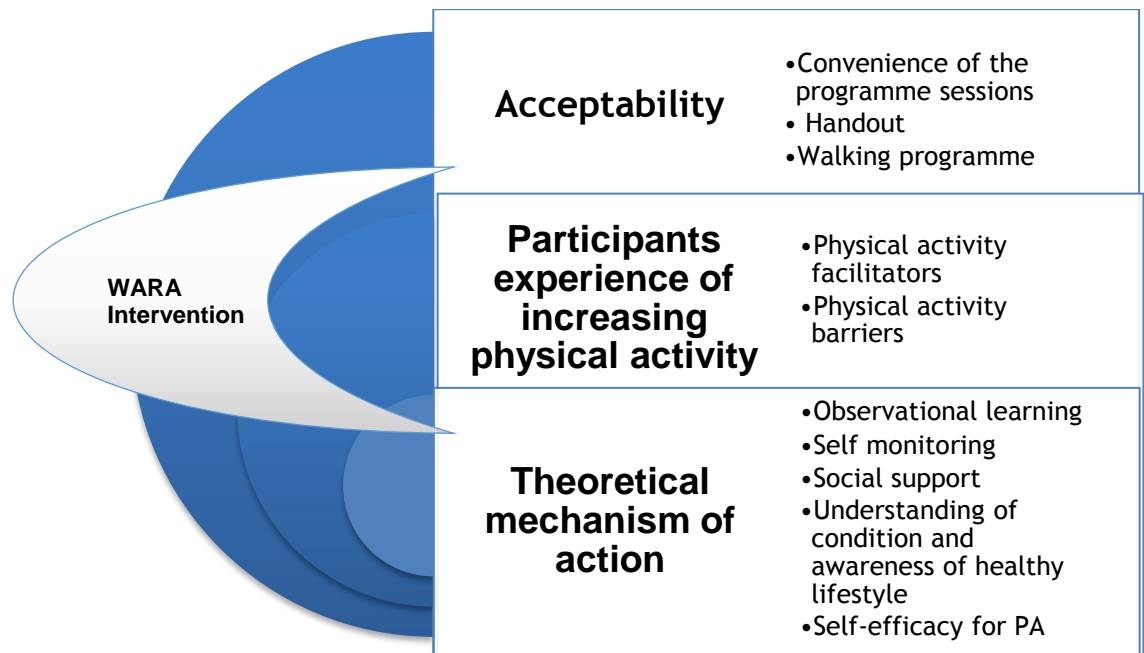 WARA
Intervention
Acceptability
•Convenience of the
programme sessions
• Handout
•Walking programme
Participants
experience of
increasing
physical activity
•Physical activity
facilitators
•Physical activity
barriers
Theoretical
mechanism of
action
•Observational learning
•Self monitoring
•Social support
•Understanding of
condition and
awareness of healthy
lifestyle
•Self-efficacy for PA